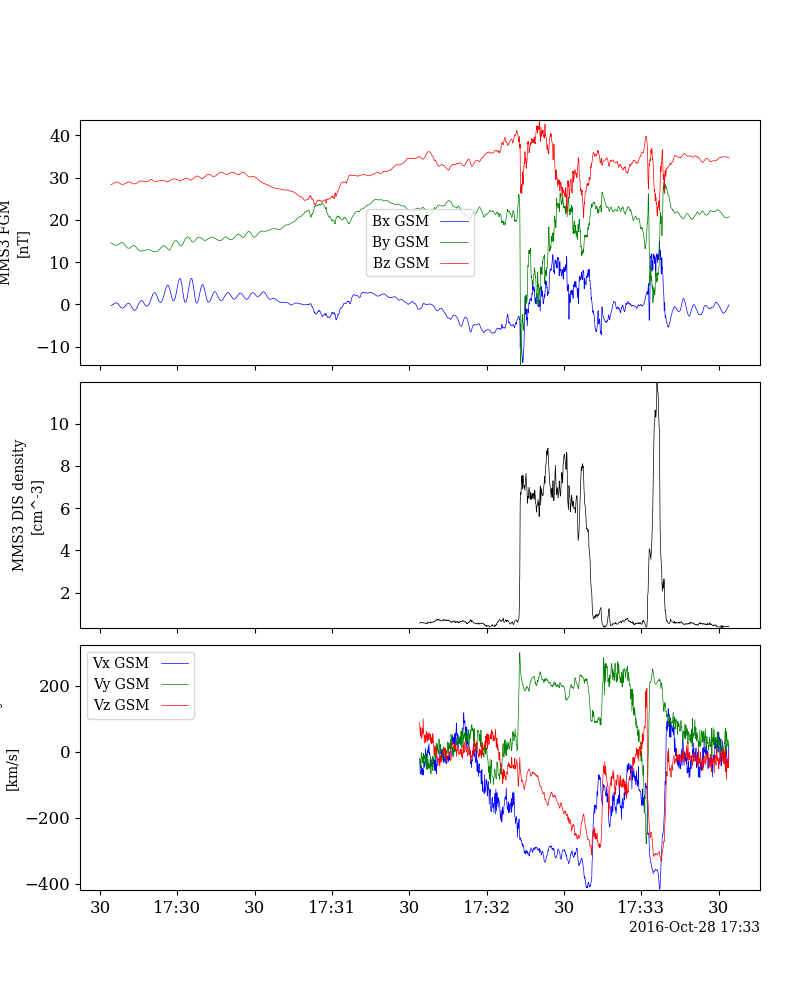 40
30
20
10
0
−10
MMS3 FGM
[nT]
Bx GSM
By GSM
Bz GSM
10
8
6
4
2
MMS3 DIS density
[cm^-3]
200
0
−200
−400
[km/s]
Vx GSM
Vy GSM
Vz GSM
30 17:30 30 17:31 30 17:32 30 17:33 30
2016-Oct-28 17:33